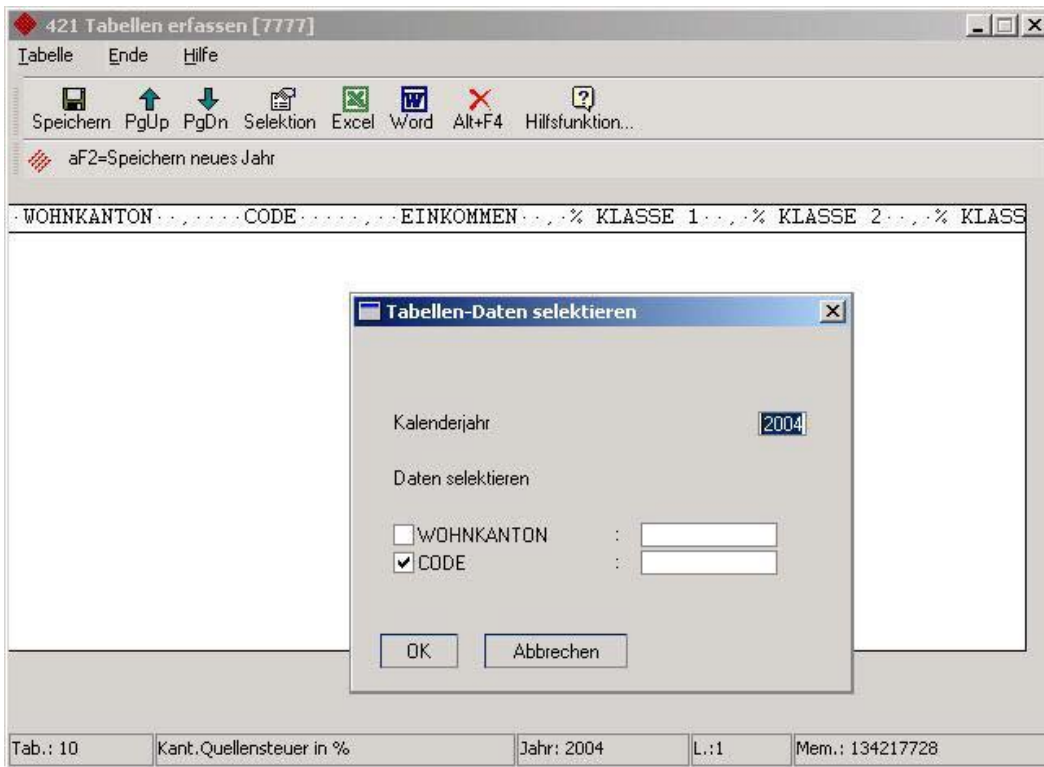 421 Tabellen erfassen [7777]
Tabelle Ende Hilfe
Speichern PgUp PgDn Selektion Excel Word Alt+F4 Hilfsfunktion...
aF2=Speichern neues Jahr
·WOHNKANTON··,····CODE·····,··EINKOMMEN··,·% KLASSE 1··,·% KLASSE 2··,·% KLASS
Tabellen-Daten selektieren
Kalenderjahr 2004
Daten selektieren
WOHNKANTON :
CODE :
OK Abbrechen
Tab.: 10 Kant.Quellensteuer in % Jahr: 2004 L.:1 Mem.: 134217728